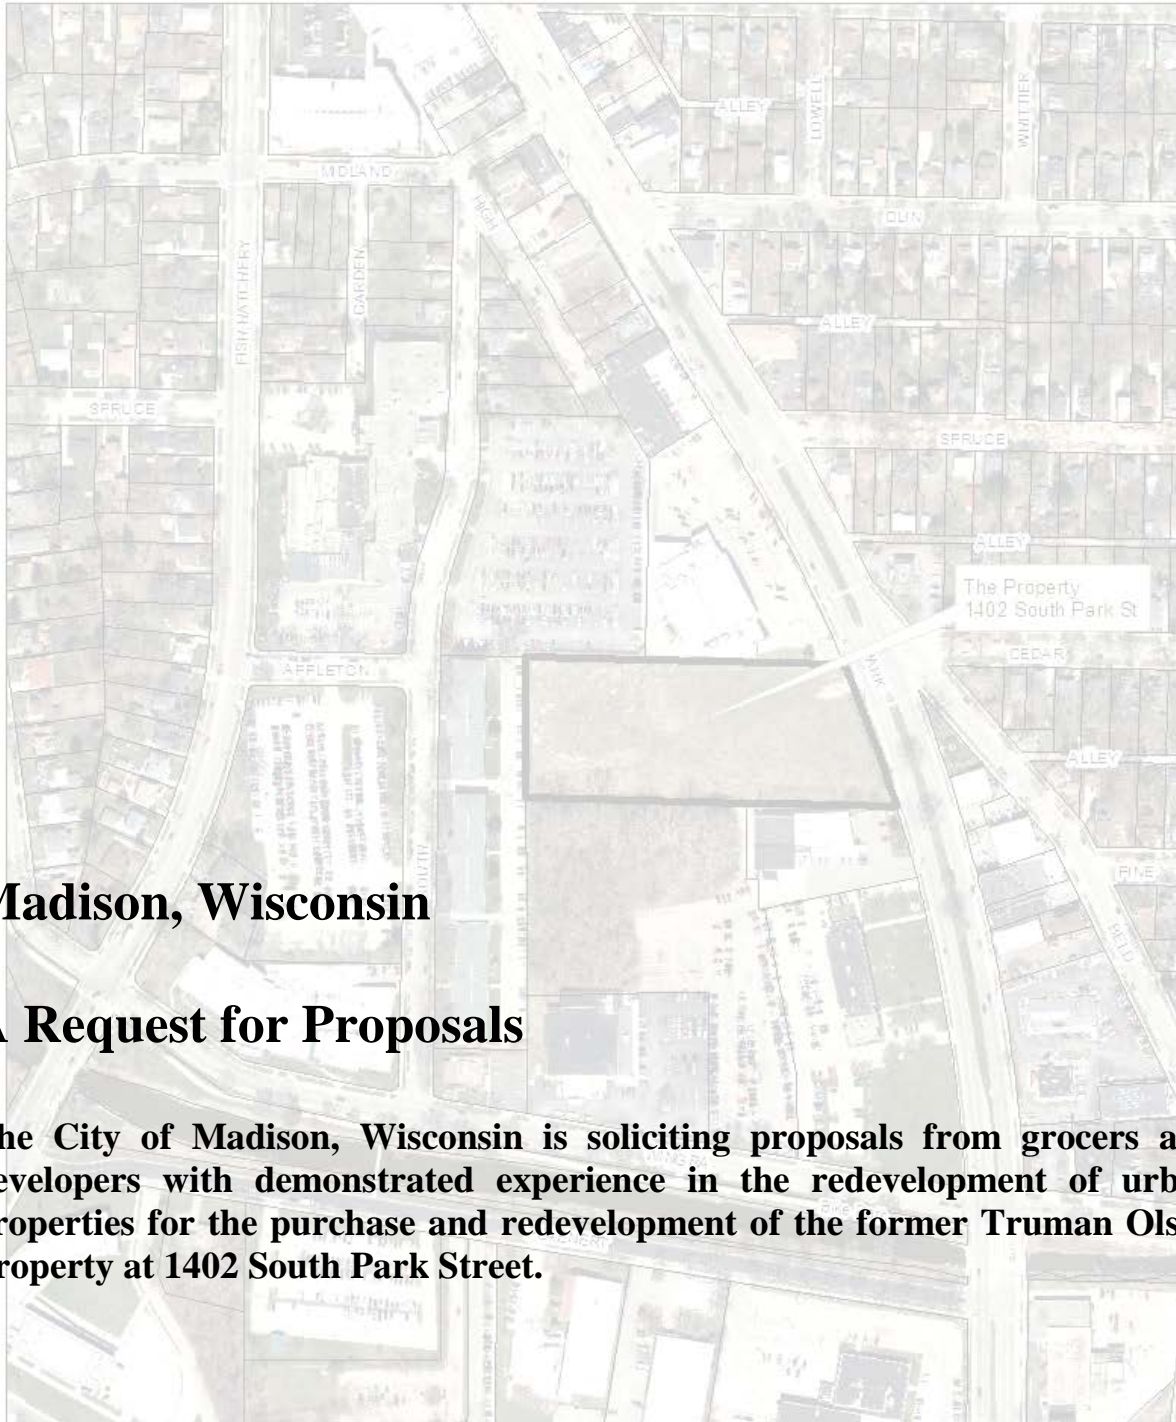 ALLEY
LOWELL
WHITTIER
MIDLAND
HIGH
OLIN
FISH HATCHERY
GARDEN
ALLEY
SPRUCE
SPRUCE
ALLEY
The Property
1402 South Park St
CEDAR
PARK
APPLETON
ALLEY
PINE
Madison, Wisconsin
A Request for Proposals
he City of Madison, Wisconsin is soliciting proposals from grocers a
evelopers with demonstrated experience in the redevelopment of urb
roperties for the purchase and redevelopment of the former Truman Ols
roperty at 1402 South Park Street.